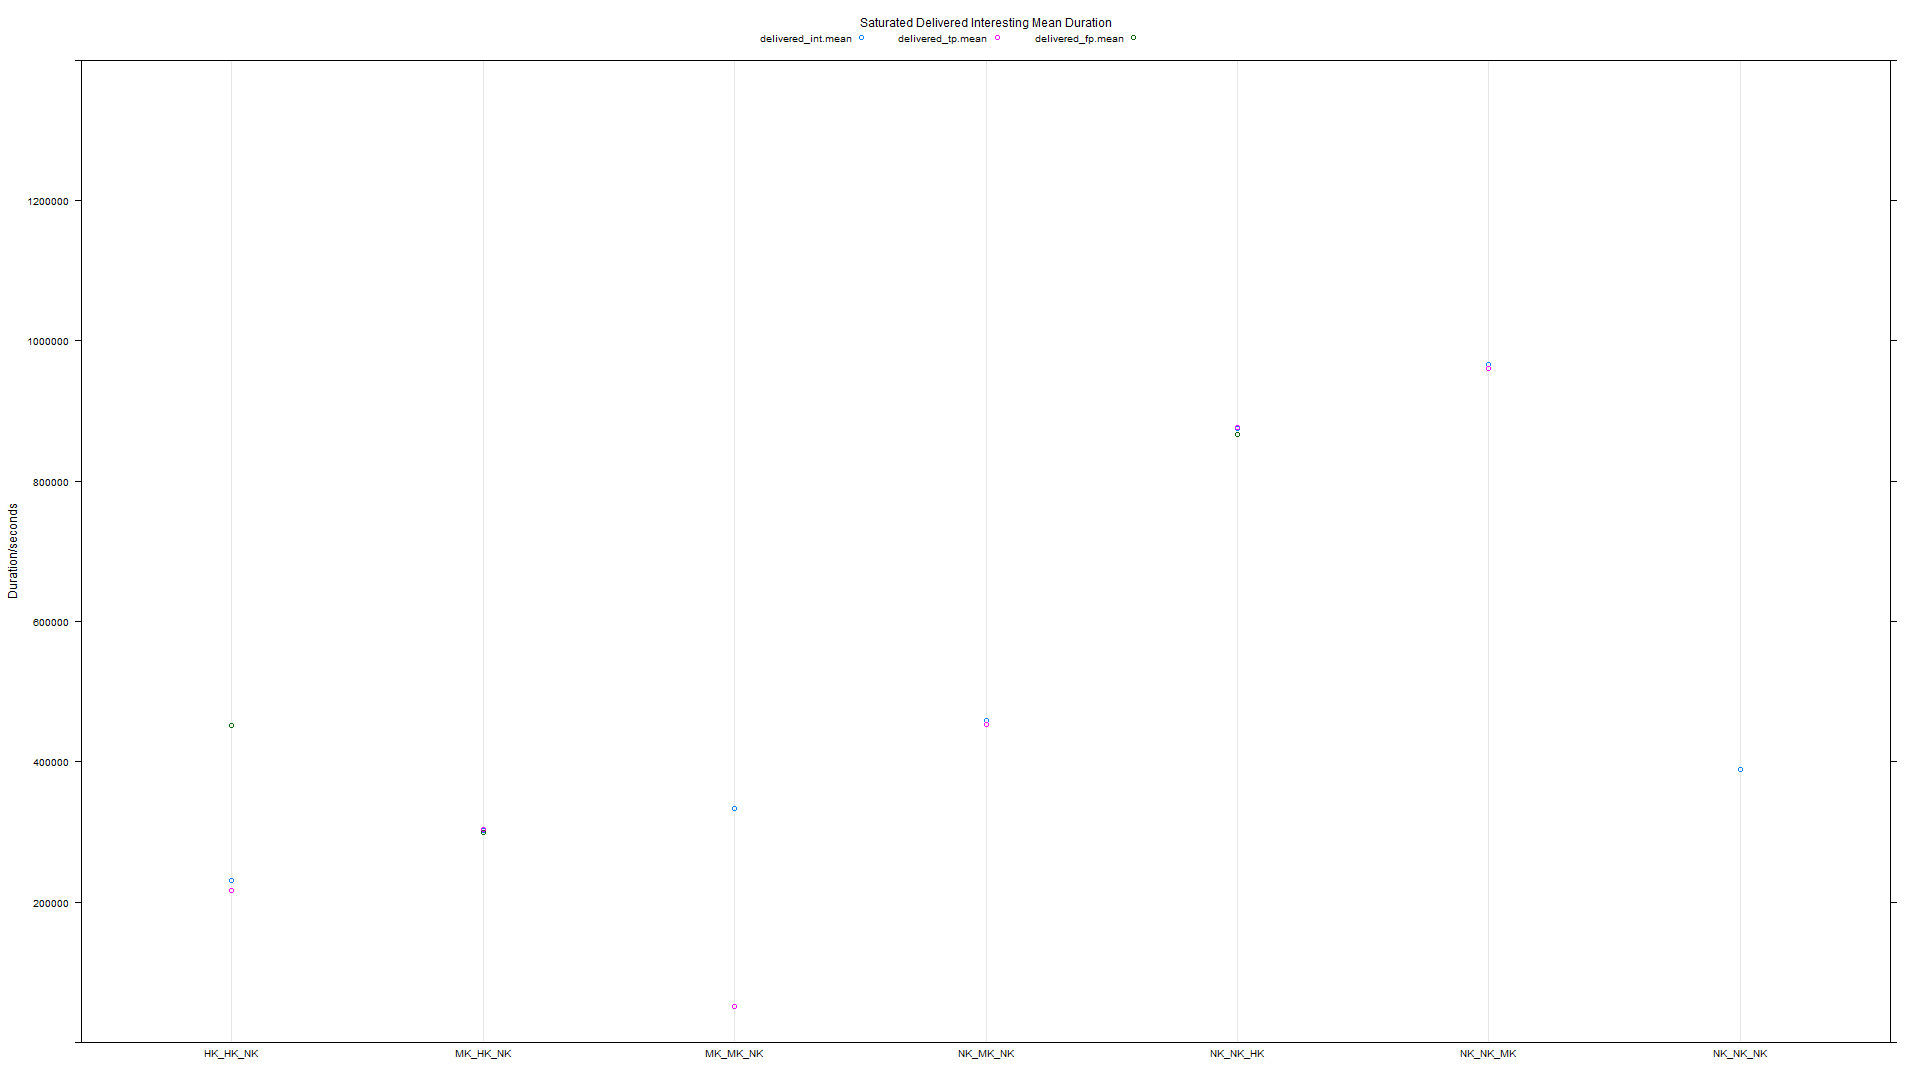 Saturated Delivered Interesting Mean Duration
delivered_int.mean delivered_tp.mean delivered_fp.mean
1200000
1000000
800000
600000
400000
200000
Duration/seconds
HK_HK_NK MK_HK_NK MK_MK_NK NK_MK_NK NK_NK_HK NK_NK_MK NK_NK_NK